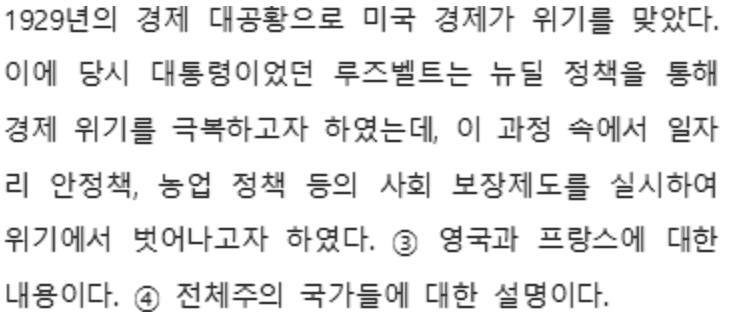 1929년의 경제 대공황으로 미국 경제가 위기를 맞았다.
이에 당시 대통령이었던 루즈벨트는 뉴딜 정책을 통해
경제 위기를 극복하고자 하였는데, 이 과정 속에서 일자
리 안정책, 농업 정책 등의 사회 보장제도를 실시하여
위기에서 벗어나고자 하였다. ③ 영국과 프랑스에 대한
내용이다. ④ 전체주의 국가들에 대한 설명이다.